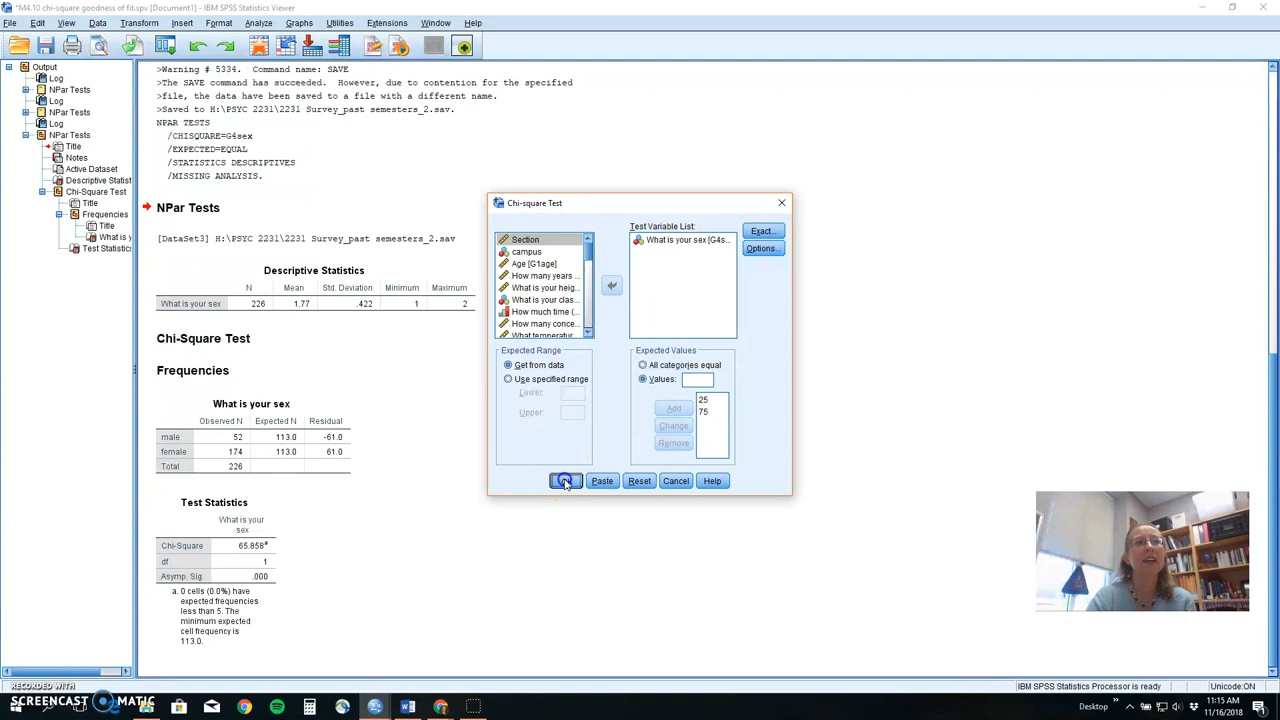 *M4.10 chi-square goodness of fit.spv [Document1] - IBM SPSS Statistics Viewer
File Edit View Data Transform Insert Format Analyze Graphs Utilities Extensions Window Help
Output
Log
NPar Tests
Log
NPar Tests
Log
NPar Tests
Title
Notes
Active Dataset
Descriptive Statist
Chi-Square Test
Title
Frequencies
Title
What is y
Test Statistics
>Warning # 5334. Command name: SAVE
>The SAVE command has succeeded. However, due to contention for the specified
>file, the data have been saved to a file with a different name.
>Saved to H:\PSYC 2231\2231 Survey_past semesters_2.sav.
NPAR TESTS
/CHISQUARE=G4sex
/EXPECTED=EQUAL
/STATISTICS DESCRIPTIVES
/MISSING ANALYSIS.
NPar Tests
[DataSet3] H:\PSYC 2231\2231 Survey_past semesters_2.sav
Descriptive Statistics
N Mean Std. Deviation Minimum Maximum
What is your sex 226 1.77 .422 1 2
Chi-Square Test
Frequencies
What is your sex
Observed N Expected N Residual
male 52 113.0 -61.0
female 174 113.0 61.0
Total 226
Test Statistics
What is your
sex
Chi-Square 65.858a
df 1
Asymp. Sig. .000
a. 0 cells (0.0%) have
expected frequencies
less than 5. The
minimum expected
cell frequency is
113.0.
Chi-square Test
Test Variable List:
Section
campus
Age [G1age]
How many years ...
What is your heig...
What is your clas...
How much time (...
How many conce...
What temperatur
What is your sex [G4s...
Exact...
Options...
Expected Range
Get from data
Use specified range
Lower:
Upper:
Expected Values
All categories equal
Values:
Add
Change
Remove
25
75
Paste Reset Cancel Help
IBM SPSS Statistics Processor is ready Unicode:ON
RECORDED WITH
SCREENCAST MATIC
Desktop
11:15 AM
11/16/2018